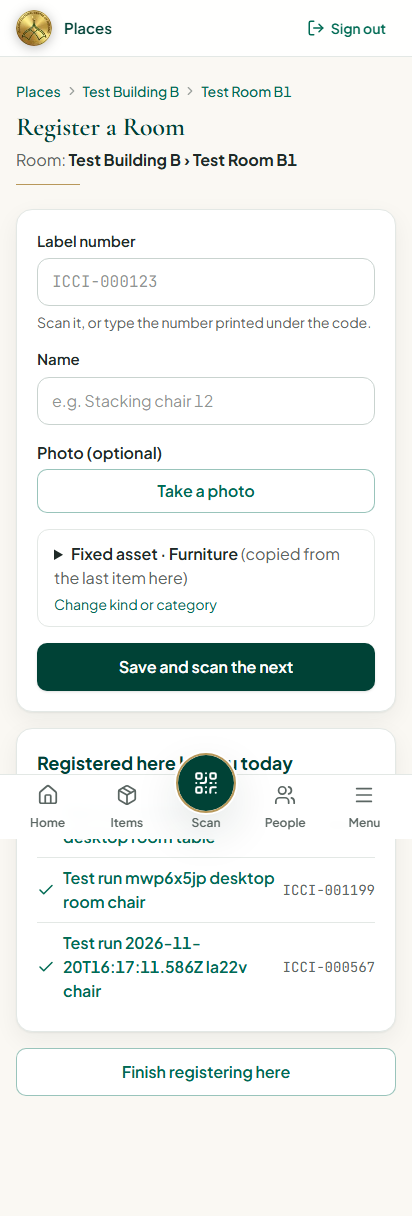 Places
Sign out
Places › Test Building B › Test Room B1
Register a Room
Room: Test Building B › Test Room B1
Label number
ICCI-000123
Scan it, or type the number printed under the code.
Name
e.g. Stacking chair 12
Photo (optional)
Take a photo
Fixed asset · Furniture (copied from
the last item here)
Change kind or category
Save and scan the next
Registered here today
Home
Items
Scan
People
Menu
desktop room table
Test run mwp6x5jp desktop
room chair
ICCI-001199
Test run 2026-11-
20T16:17:11.586Z la22v
chair
ICCI-000567
Finish registering here